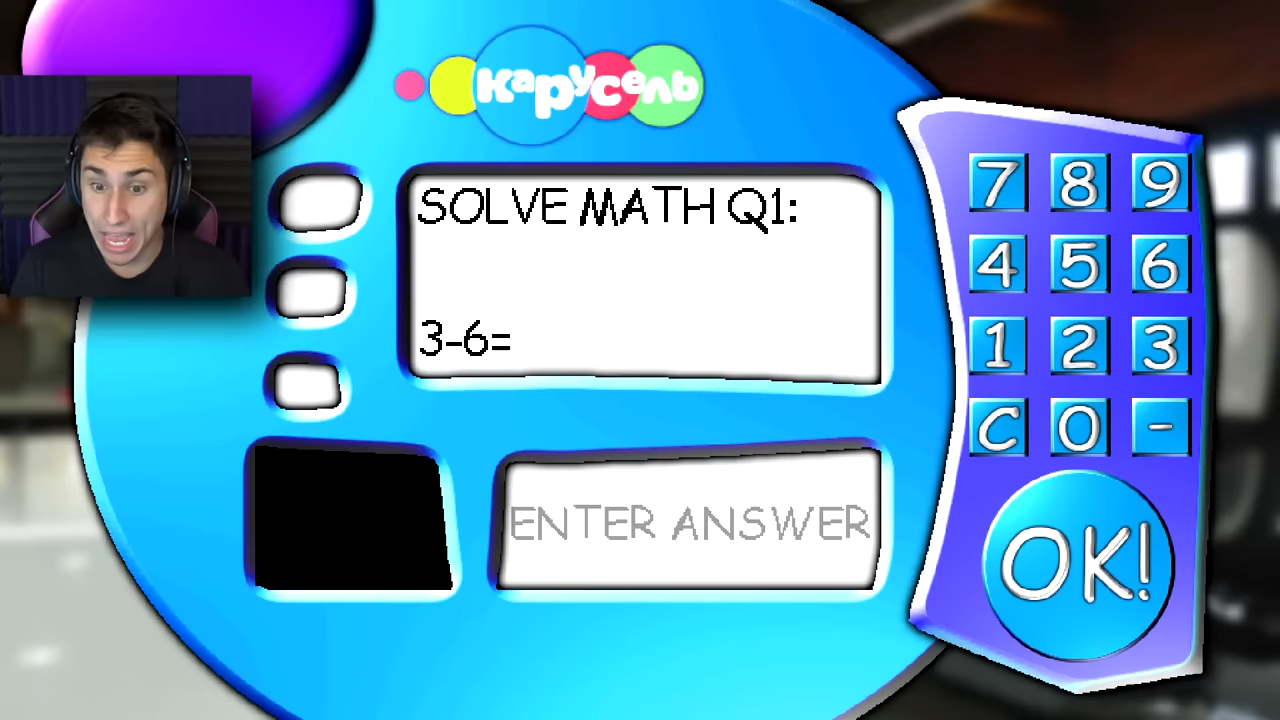 карусель
SOLVE MATH Q1:
3-6=
ENTER ANSWER
7 8 9
4 5 6
1 2 3
C 0 -
OK!